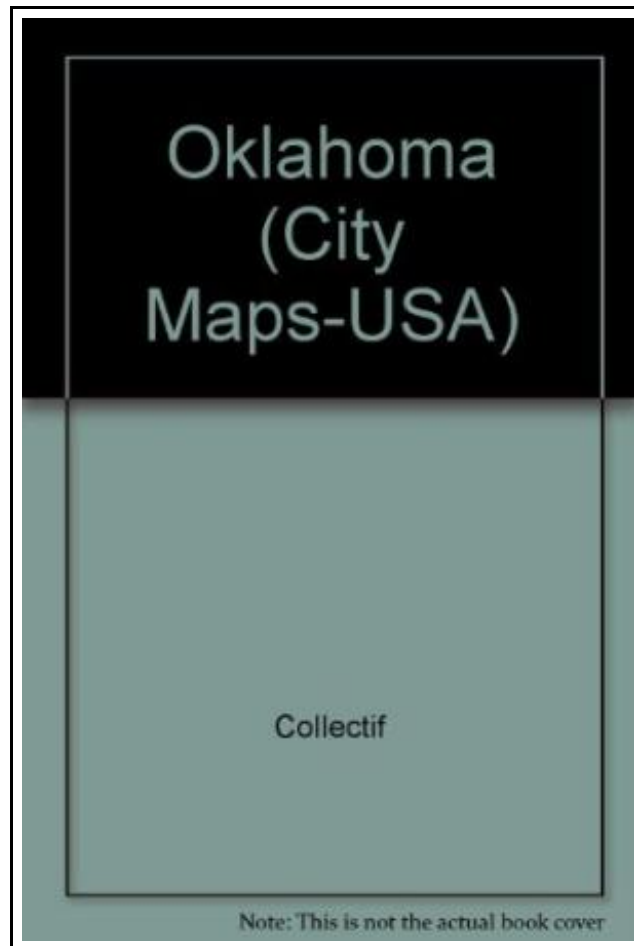 Oklahoma
(City
Maps-USA)
Collectif
Note: This is not the actual book cover